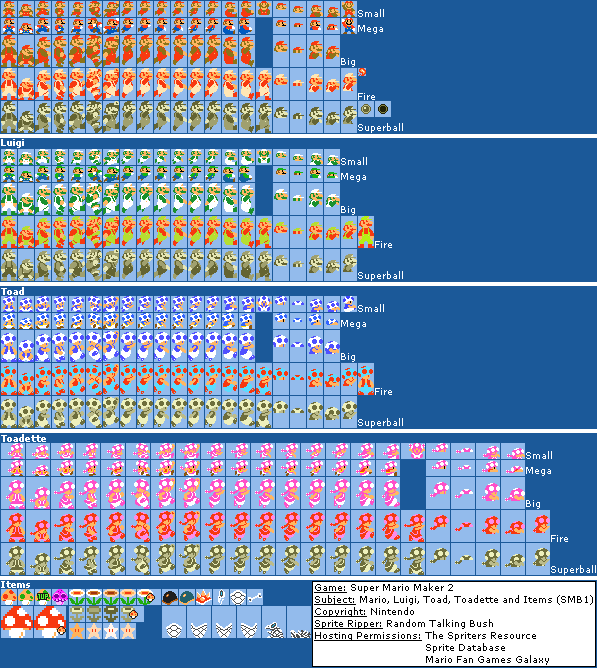 Small
Mega
Big
Fire
Superball
Luigi
Small
Mega
Big
Fire
Superball
Toad
Small
Mega
Big
Fire
Superball
Toadette
Small
Mega
Big
Fire
Superball
Items
Game: Super Mario Maker 2
Subject: Mario, Luigi, Toad, Toadette and Items (SMB1)
Copyright: Nintendo
Sprite Ripper: Random Talking Bush
Hosting Permissions: The Spriters Resource
Sprite Database
Mario Fan Games Galaxy